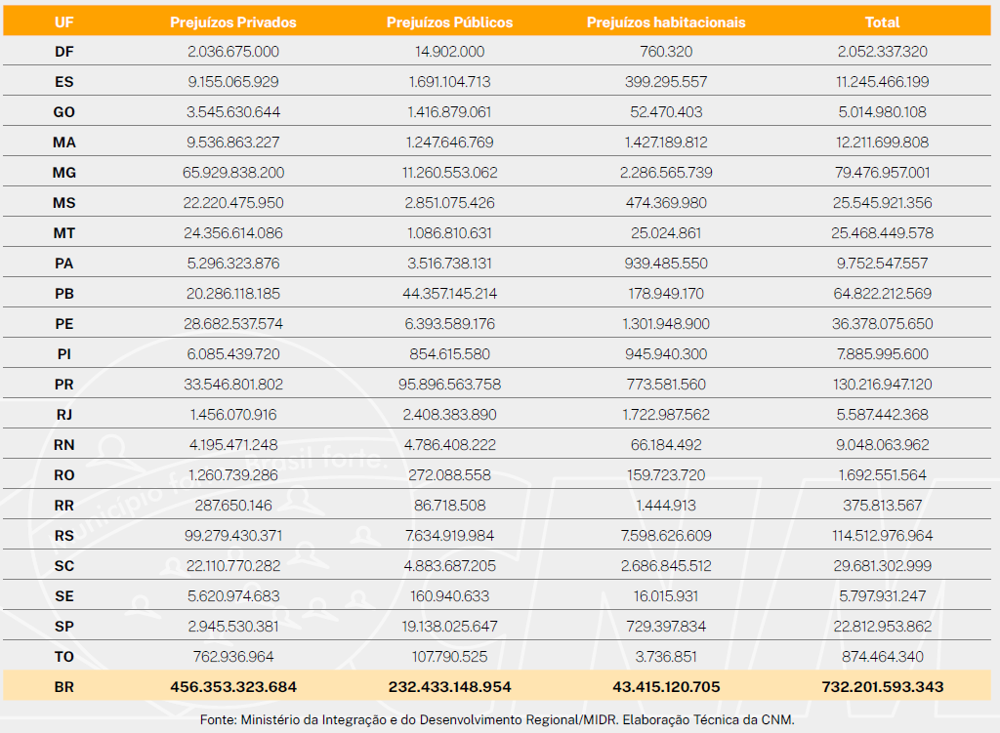 UF Prejuízos Privados Prejuízos Públicos Prejuízos habitacionais Total
DF 2.036.675.000 14.902.000 760.320 2.052.337.320
ES 9.155.065.929 1.691.104.713 399.295.557 11.245.466.199
GO 3.545.630.644 1.416.879.061 52.470.403 5.014.980.108
MA 9.536.863.227 1.247.646.769 1.427.189.812 12.211.699.808
MG 65.929.838.200 11.260.553.062 2.286.565.739 79.476.957.001
MS 22.220.475.950 2.851.075.426 474.369.980 25.545.921.356
MT 24.356.614.086 1.086.810.631 25.024.861 25.468.449.578
PA 5.296.323.876 3.516.738.131 939.485.550 9.752.547.557
PB 20.286.118.185 44.357.145.214 178.949.170 64.822.212.569
PE 28.682.537.574 6.393.589.176 1.301.948.900 36.378.075.650
PI 6.085.439.720 854.615.580 945.940.300 7.885.995.600
PR 33.546.801.802 95.896.563.758 773.581.560 130.216.947.120
RJ 1.456.070.916 2.408.383.890 1.722.987.562 5.587.442.368
RN 4.195.471.248 4.786.408.222 66.184.492 9.048.063.962
RO 1.260.739.286 272.088.558 159.723.720 1.692.551.564
RR 287.650.146 86.718.508 1.444.913 375.813.567
RS 99.279.430.371 7.634.919.984 7.598.626.609 114.512.976.964
SC 22.110.770.282 4.883.687.205 2.686.845.512 29.681.302.999
SE 5.620.974.683 160.940.633 16.015.931 5.797.931.247
SP 2.945.530.381 19.138.025.647 729.397.834 22.812.953.862
TO 762.936.964 107.790.525 3.736.851 874.464.340
BR 456.353.323.684 232.433.148.954 43.415.120.705 732.201.593.343
Fonte: Ministério da Integração e do Desenvolvimento Regional/MIDR. Elaboração Técnica da CNM.
Brasil forte.
CNM